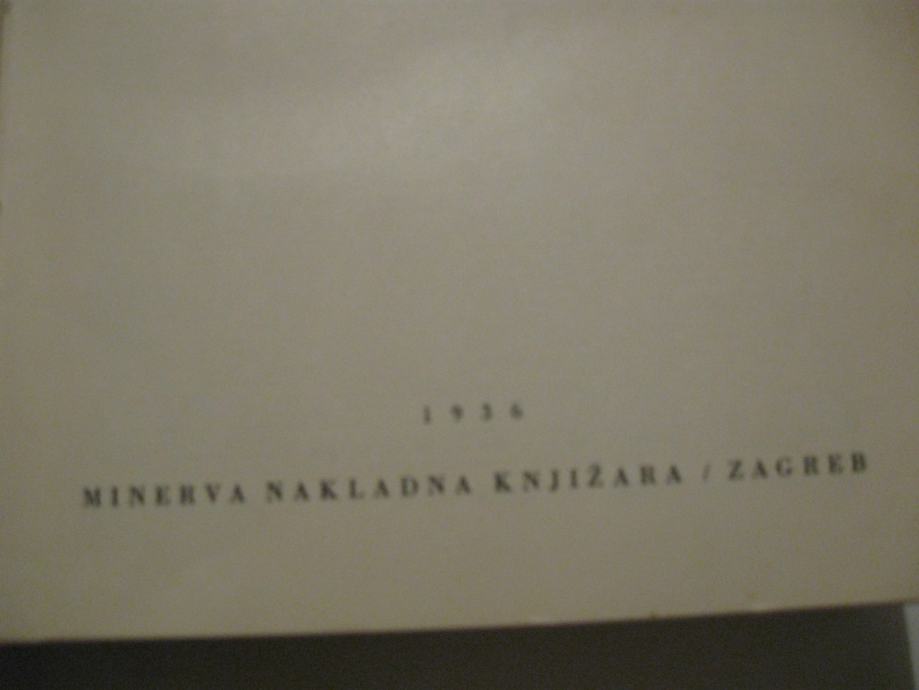 1936
MINERVA NAKLADNA KNJIŽARA / ZAGREB